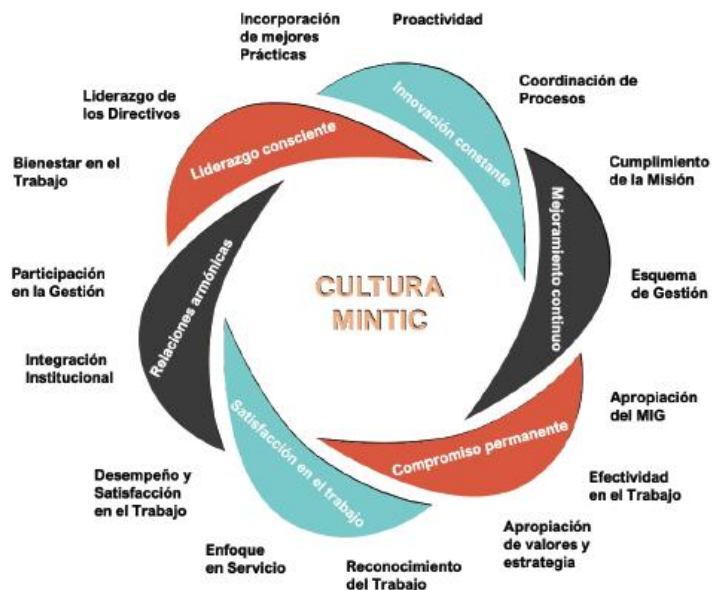 Proactividad
Incorporación
de mejores
Prácticas
Innovación constante
Coordinación de
Procesos
Liderazgo de
los Directivos
Liderazgo consciente
Bienestar en el
Trabajo
Cumplimiento
de la Misión
Mejoramiento continuo
Participación
en la Gestión
Relaciones armónicas
CULTURA
MINTIC
Esquema
de Gestión
Integración
Institucional
Apropiación
del MIG
Satisfacción en el trabajo
Compromiso permanente
Desempeño y
Satisfacción
en el Trabajo
Efectividad
en el Trabajo
Enfoque
en Servicio
Reconocimiento
del Trabajo
Apropiación
de valores y
estrategia